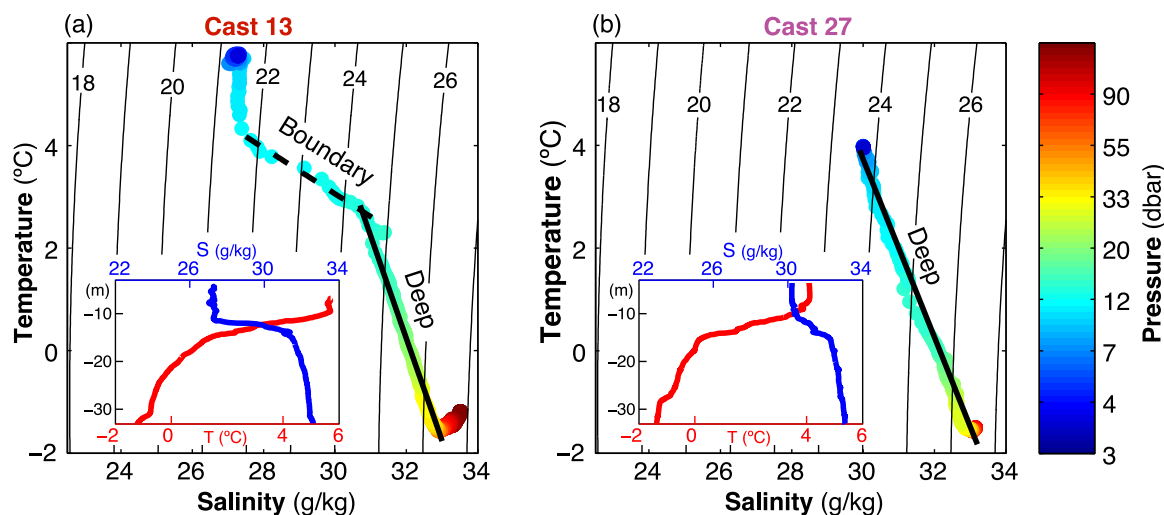 (a) Cast 13
18 20 22 24 26
Boundary
Deep
Temperature (ºC)
4
2
0
−2
S (g/kg)
22 26 30 34
(m)
−10
−20
−30
−2 0 4 6
T (ºC)
24 26 28 30 32 34
Salinity (g/kg)
(b) Cast 27
18 20 22 24 26
Deep
Temperature (ºC)
4
2
0
−2
S (g/kg)
22 26 30 34
(m)
−10
−20
−30
−2 0 4 6
T (ºC)
24 26 28 30 32 34
Salinity (g/kg)
90
55
33
20
12
7
4
3
Pressure (dbar)